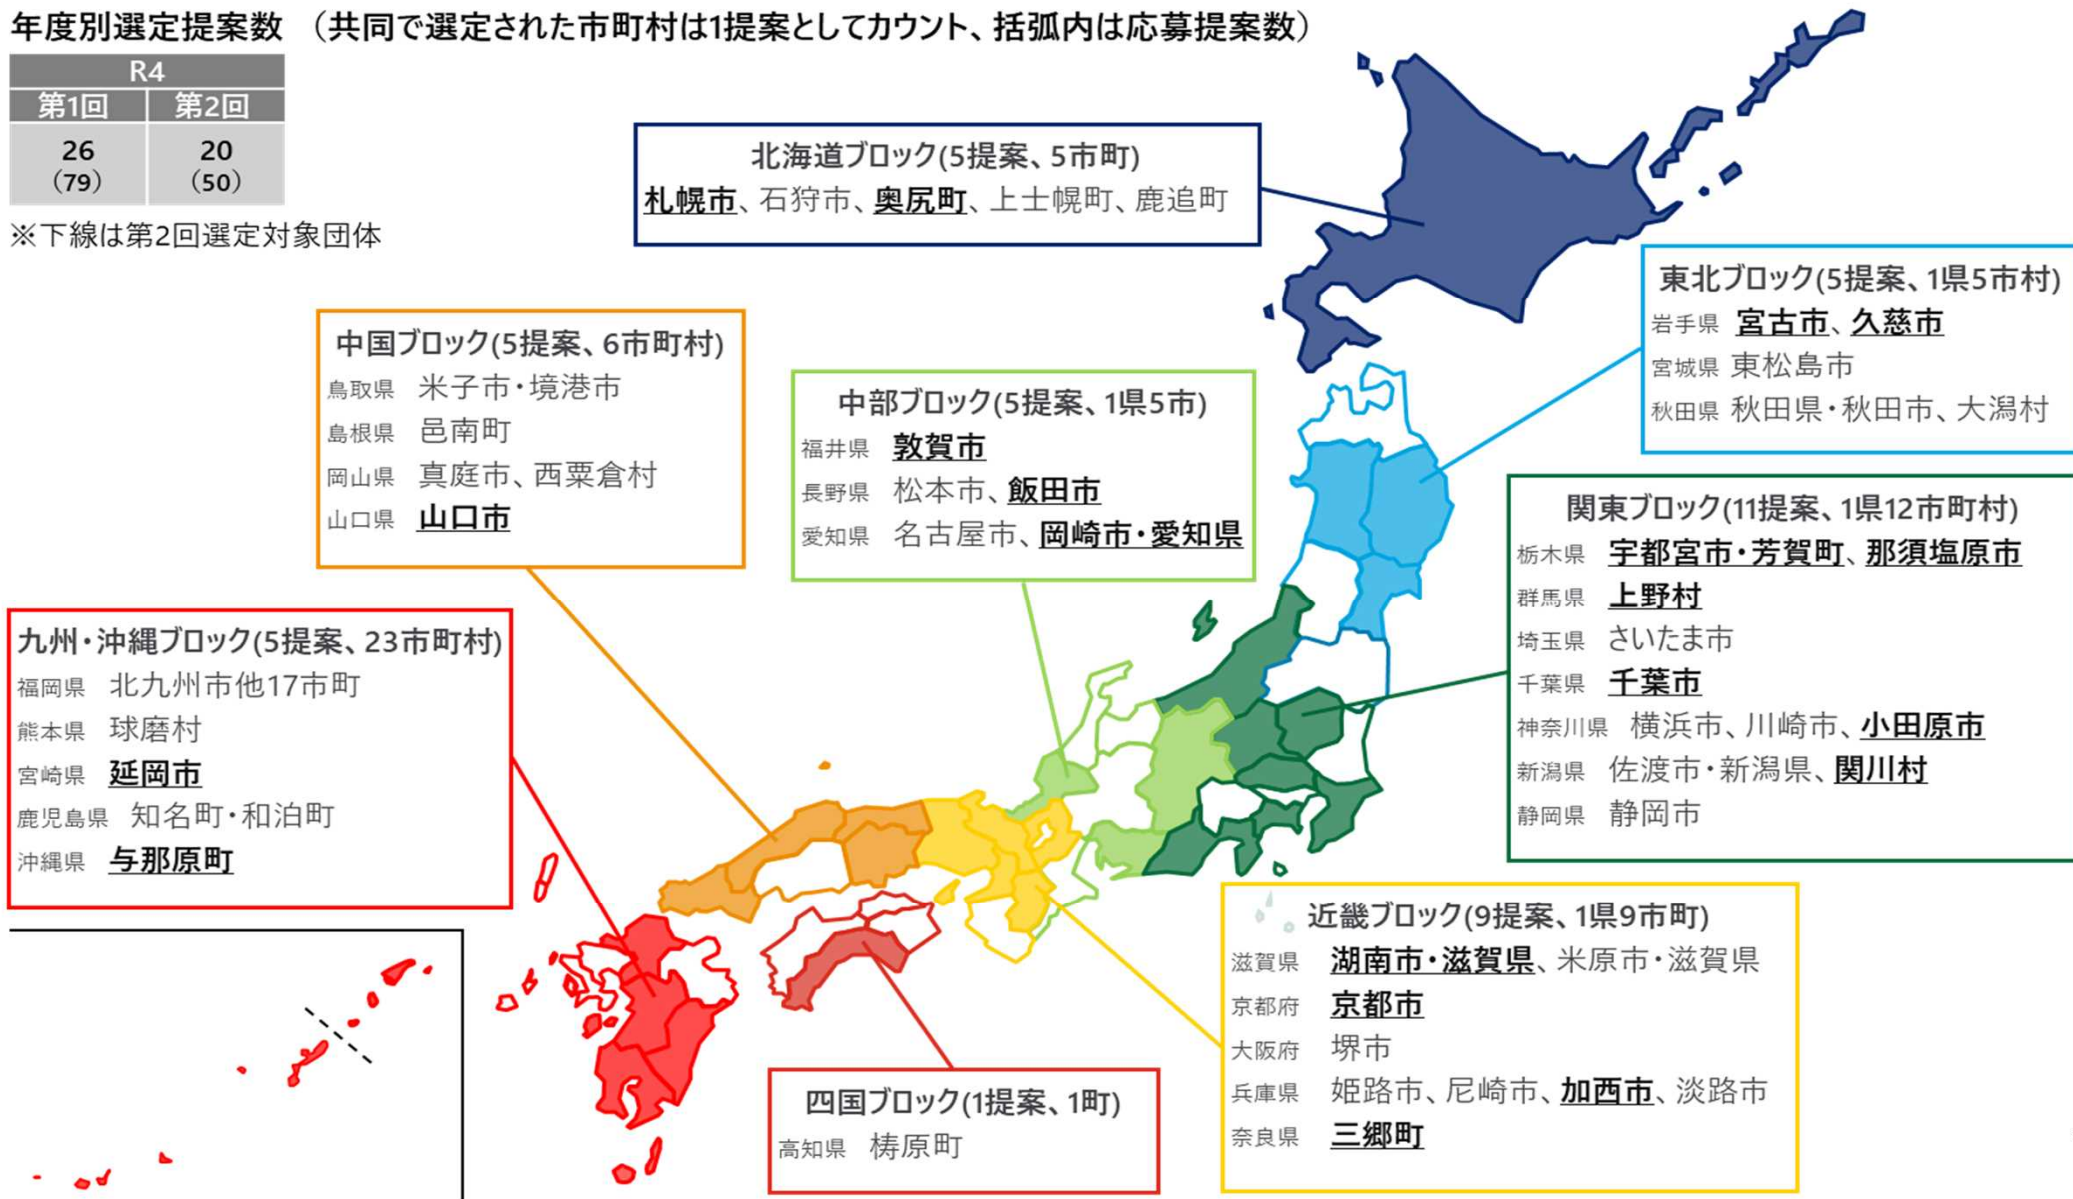 年度別選定提案数 （共同で選定された市町村は1提案としてカウント、括弧内は応募提案数）
R4
第1回 第2回
26 20
（79） （50）
※下線は第2回選定対象団体
北海道ブロック(5提案、5市町)
札幌市、石狩市、奥尻町、上士幌町、鹿追町
東北ブロック(5提案、1県5市村)
岩手県 宮古市、久慈市
宮城県 東松島市
秋田県 秋田県・秋田市、大潟村
中国ブロック(5提案、6市町村)
鳥取県 米子市・境港市
島根県 邑南町
岡山県 真庭市、西粟倉村
山口県 山口市
中部ブロック(5提案、1県5市)
福井県 敦賀市
長野県 松本市、飯田市
愛知県 名古屋市、岡崎市・愛知県
関東ブロック(11提案、1県12市町村)
栃木県 宇都宮市・芳賀町、那須塩原市
群馬県 上野村
埼玉県 さいたま市
千葉県 千葉市
神奈川県 横浜市、川崎市、小田原市
新潟県 佐渡市・新潟県、関川村
静岡県 静岡市
九州・沖縄ブロック(5提案、23市町村)
福岡県 北九州市他17市町
熊本県 球磨村
宮崎県 延岡市
鹿児島県 知名町・和泊町
沖縄県 与那原町
近畿ブロック(9提案、1県9市町)
滋賀県 湖南市・滋賀県、米原市・滋賀県
京都府 京都市
大阪府 堺市
兵庫県 姫路市、尼崎市、加西市、淡路市
奈良県 三郷町
四国ブロック(1提案、1町)
高知県 梼原町